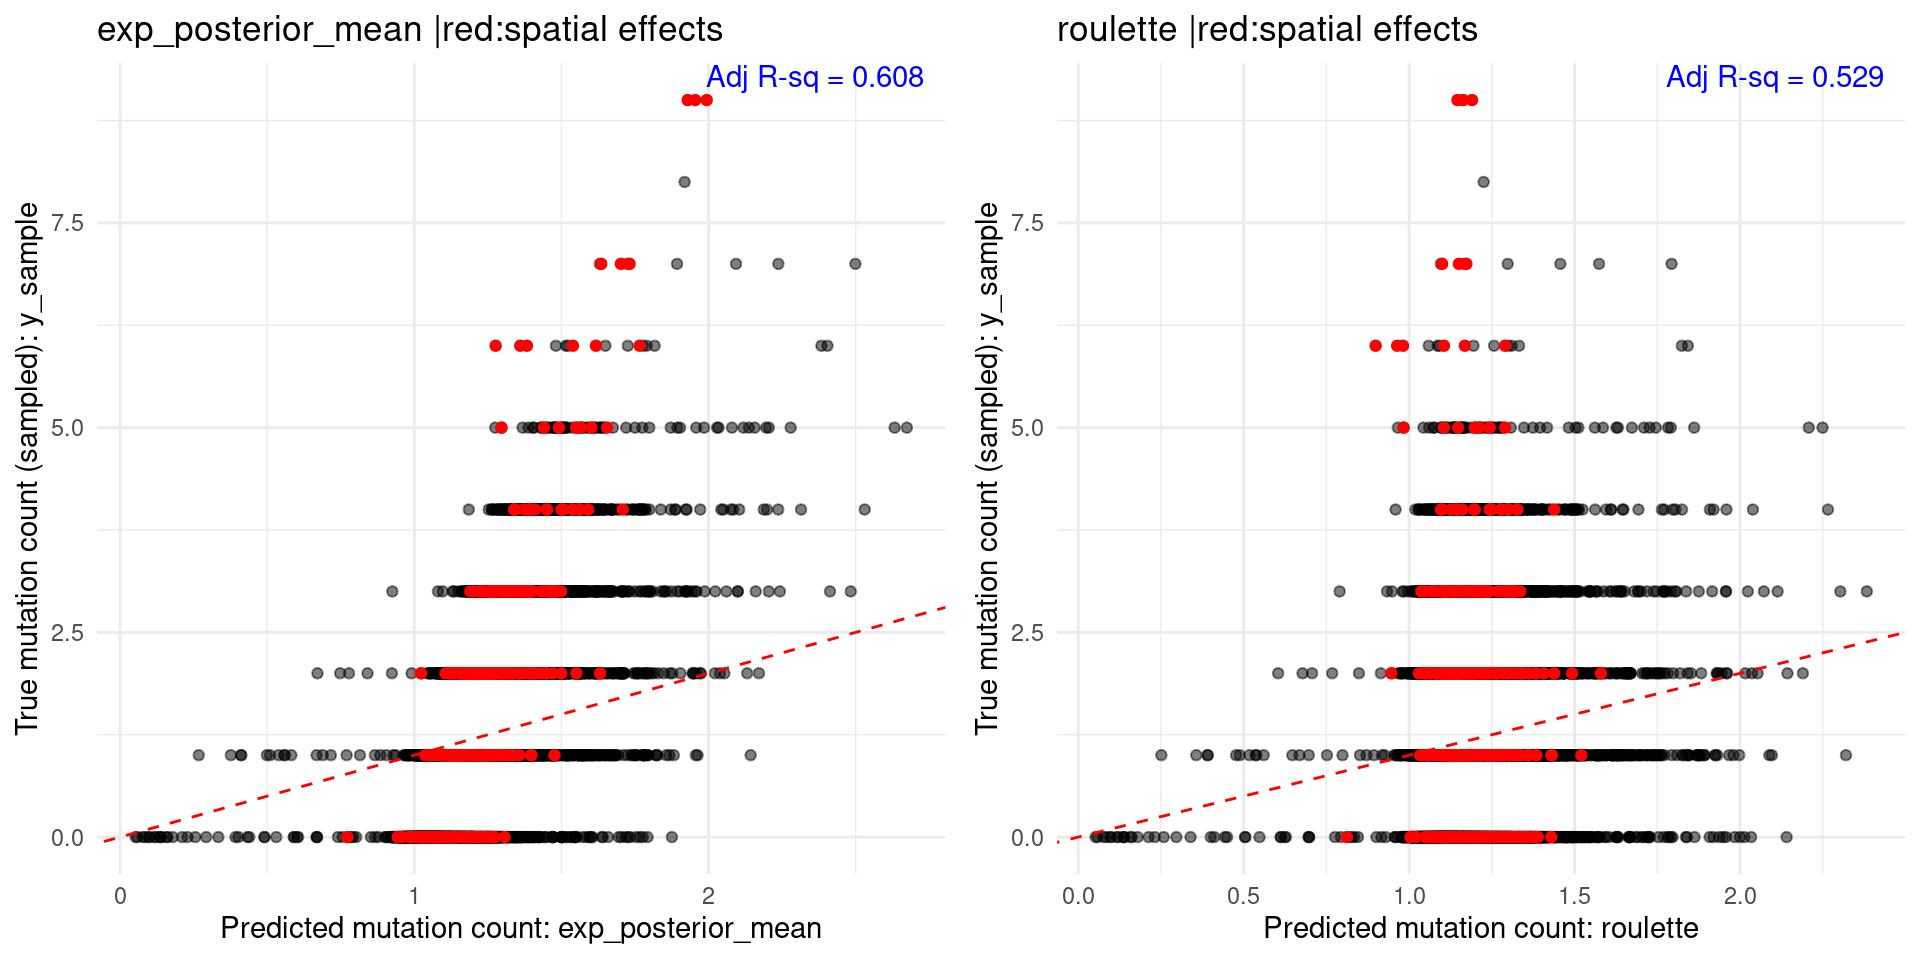 exp_posterior_mean |red:spatial effects
Adj R-sq = 0.608
True mutation count (sampled): y_sample
7.5
5.0
2.5
0.0
0
1
2
Predicted mutation count: exp_posterior_mean
roulette |red:spatial effects
Adj R-sq = 0.529
True mutation count (sampled): y_sample
7.5
5.0
2.5
0.0
0.0
0.5
1.0
1.5
2.0
Predicted mutation count: roulette